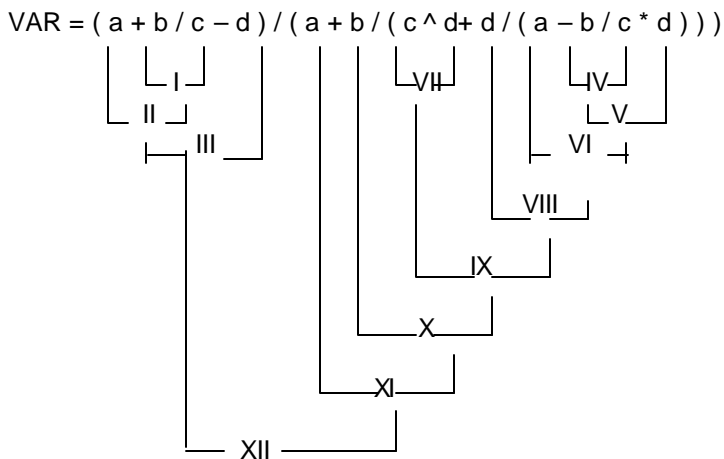 VAR = ( a + b / c – d ) / ( a + b / ( c ^ d+ d / ( a – b / c * d ) ) )
I VII IV
II V
III VI
VIII
IX
X
XI
XII